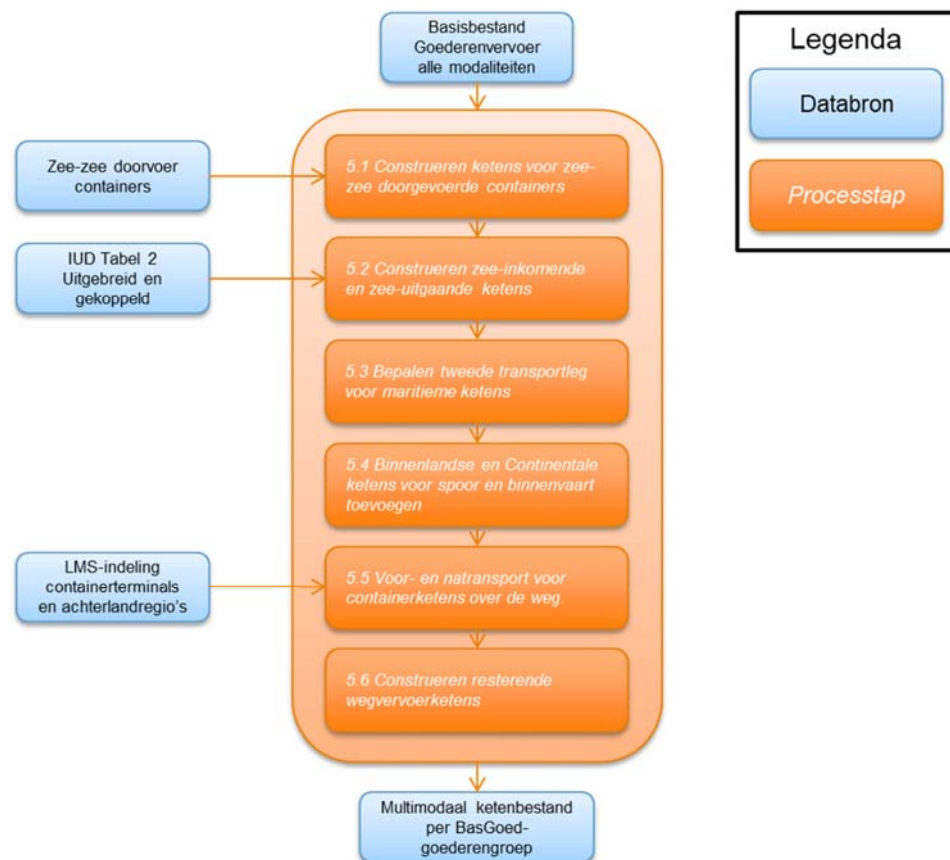 Basisbestand
Goederenvervoer
alle modaliteiten
Legenda
Databron
Processtap
Zee-zee doorvoer
containers
5.1 Construeren ketens voor zee-
zee doorgevoerde containers
IUD Tabel 2
Uitgebreid en
gekoppeld
5.2 Construeren zee-inkomende
en zee-uitgaande ketens
5.3 Bepalen tweede transportleg
voor maritieme ketens
5.4 Binnenlandse en Continentale
ketens voor spoor en binnenvaart
toevoegen
LMS-indeling
containerterminals
en achterlandregio's
5.5 Voor- en natransport voor
containerketens over de weg.
5.6 Construeren resterende
wegvervoerketens
Multimodaal ketenbestand
per BasGoed-
goederengroep